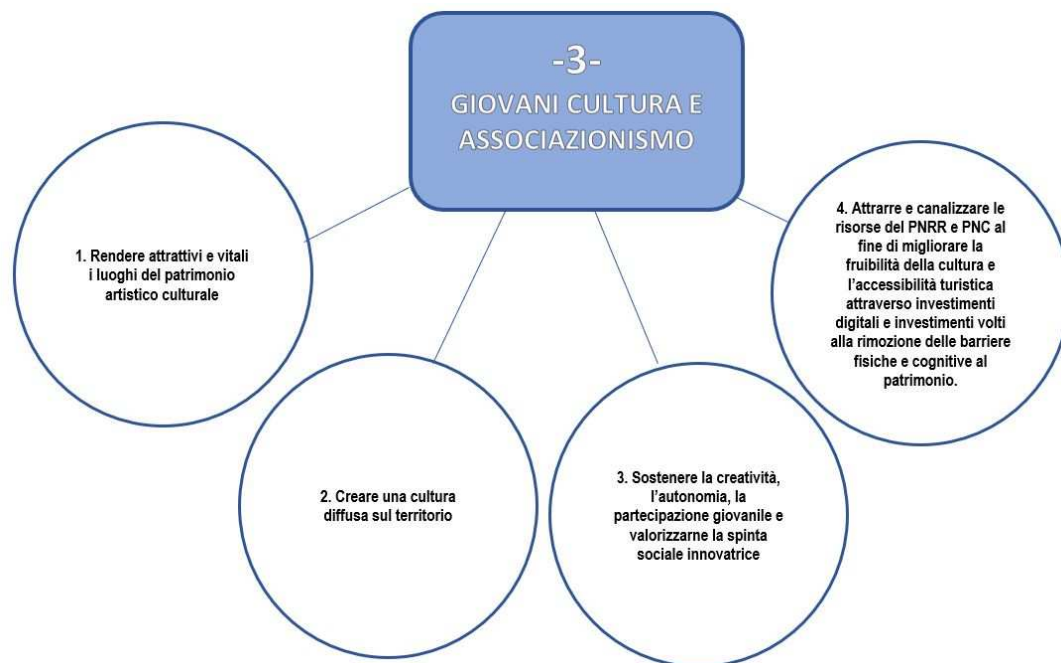 -3-
GIOVANI CULTURA E
ASSOCIAZIONISMO
1. Rendere attrattivi e vitali
i luoghi del patrimonio
artistico culturale
2. Creare una cultura
diffusa sul territorio
3. Sostenere la creatività,
l'autonomia, la
partecipazione giovanile e
valorizzarne la spinta
sociale innovatrice
4. Attrarre e canalizzare le
risorse del PNRR e PNC al
fine di migliorare la
fruibilità della cultura e
l'accessibilità turistica
attraverso investimenti
digitali e investimenti volti
alla rimozione delle barriere
fisiche e cognitive al
patrimonio.